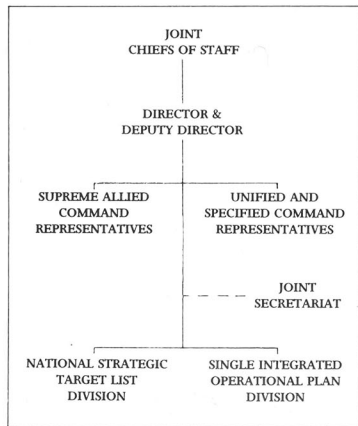 JOINT
CHIEFS OF STAFF
DIRECTOR &
DEPUTY DIRECTOR
SUPREME ALLIED
COMMAND
REPRESENTATIVES
UNIFIED AND
SPECIFIED COMMAND
REPRESENTATIVES
JOINT
SECRETARIAT
NATIONAL STRATEGIC
TARGET LIST
DIVISION
SINGLE INTEGRATED
OPERATIONAL PLAN
DIVISION